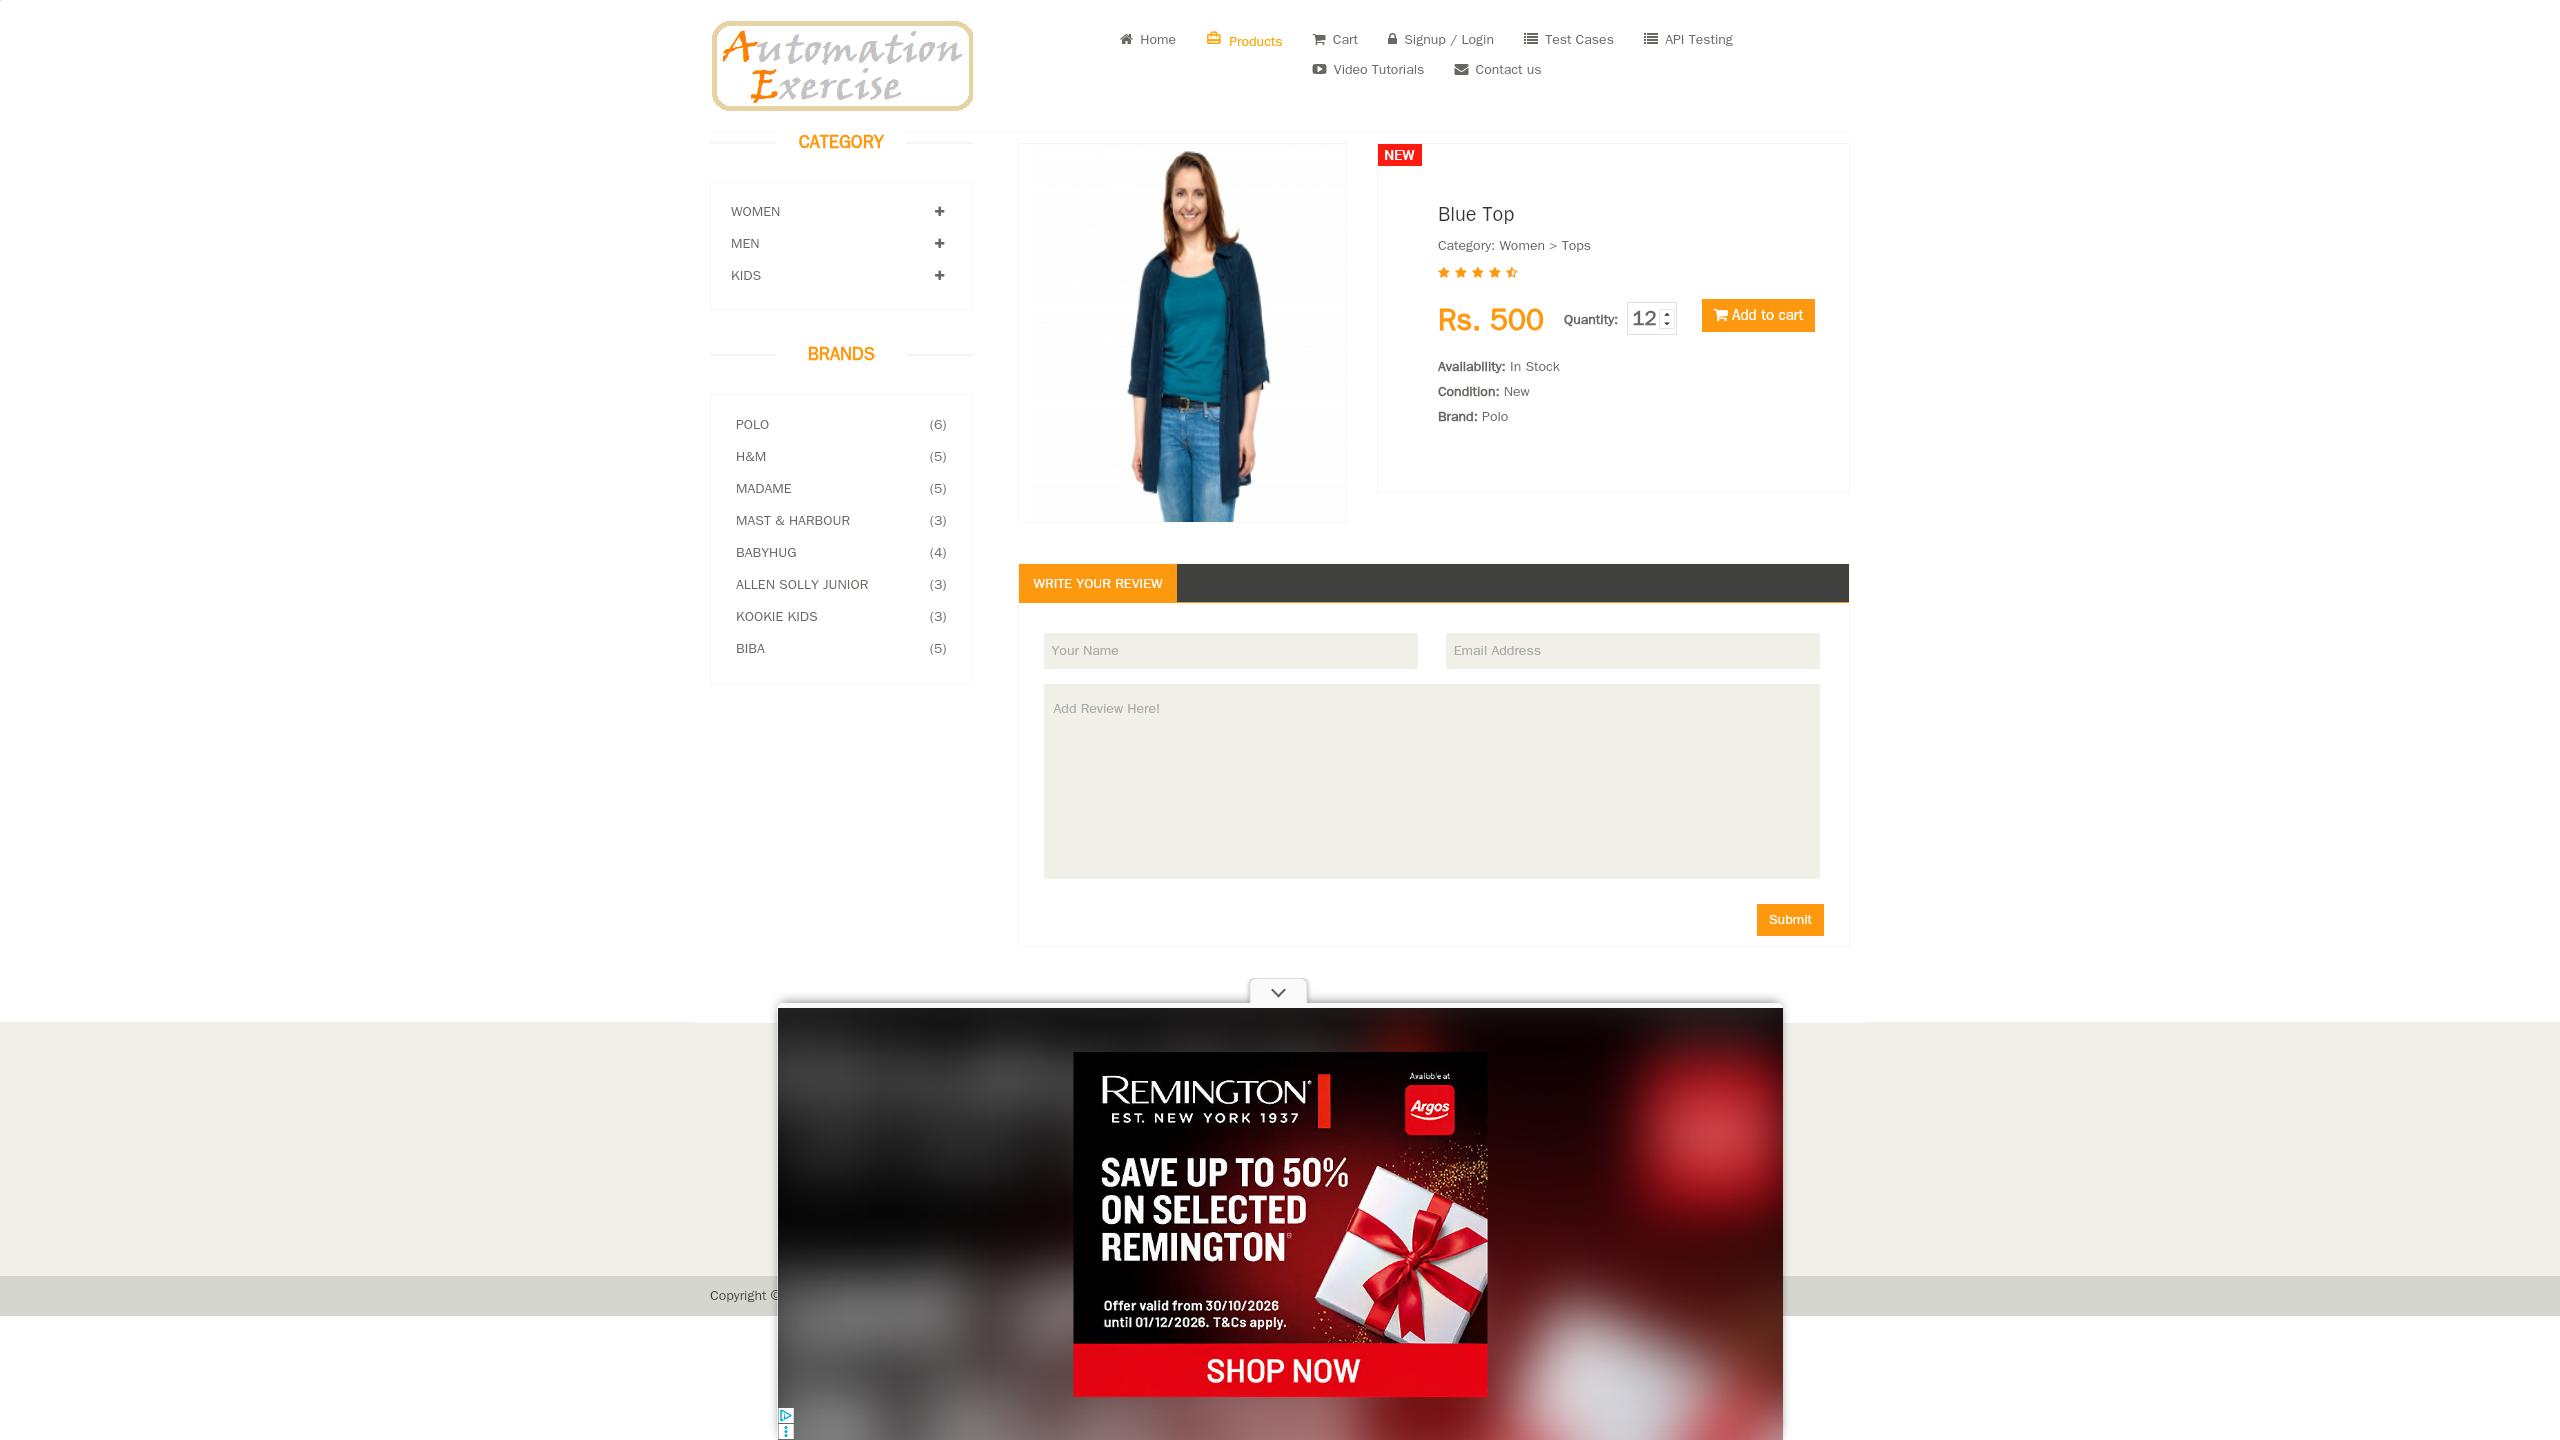 Automation
Exercise
Home
Products
Cart
Signup / Login
Test Cases
API Testing
Video Tutorials
Contact us
CATEGORY
WOMEN
MEN
KIDS
BRANDS
POLO (6)
H&M (5)
MADAME (5)
MAST & HARBOUR (3)
BABYHUG (4)
ALLEN SOLLY JUNIOR (3)
KOOKIE KIDS (3)
BIBA (5)
NEW
Blue Top
Category: Women > Tops
Rs. 500 Quantity: 12 Add to cart
Availability: In Stock
Condition: New
Brand: Polo
WRITE YOUR REVIEW
Your Name
Email Address
Add Review Here!
Submit
REMINGTON®
EST. NEW YORK 1937
Available at
Argos
SAVE UP TO 50%
ON SELECTED
REMINGTON
Offer valid from 30/10/2026
until 01/12/2026. T&Cs apply.
SHOP NOW
Copyright ©